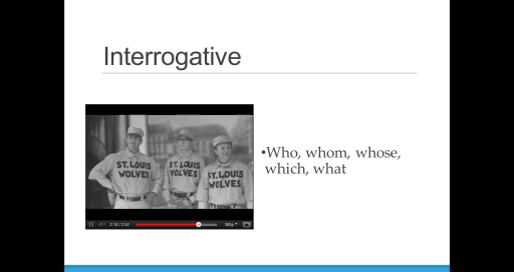 Interrogative
ST.LOUIS WOLVES
ST.LOUIS WOLVES
ST.LOUIS WOLVES
•Who, whom, whose,
which, what